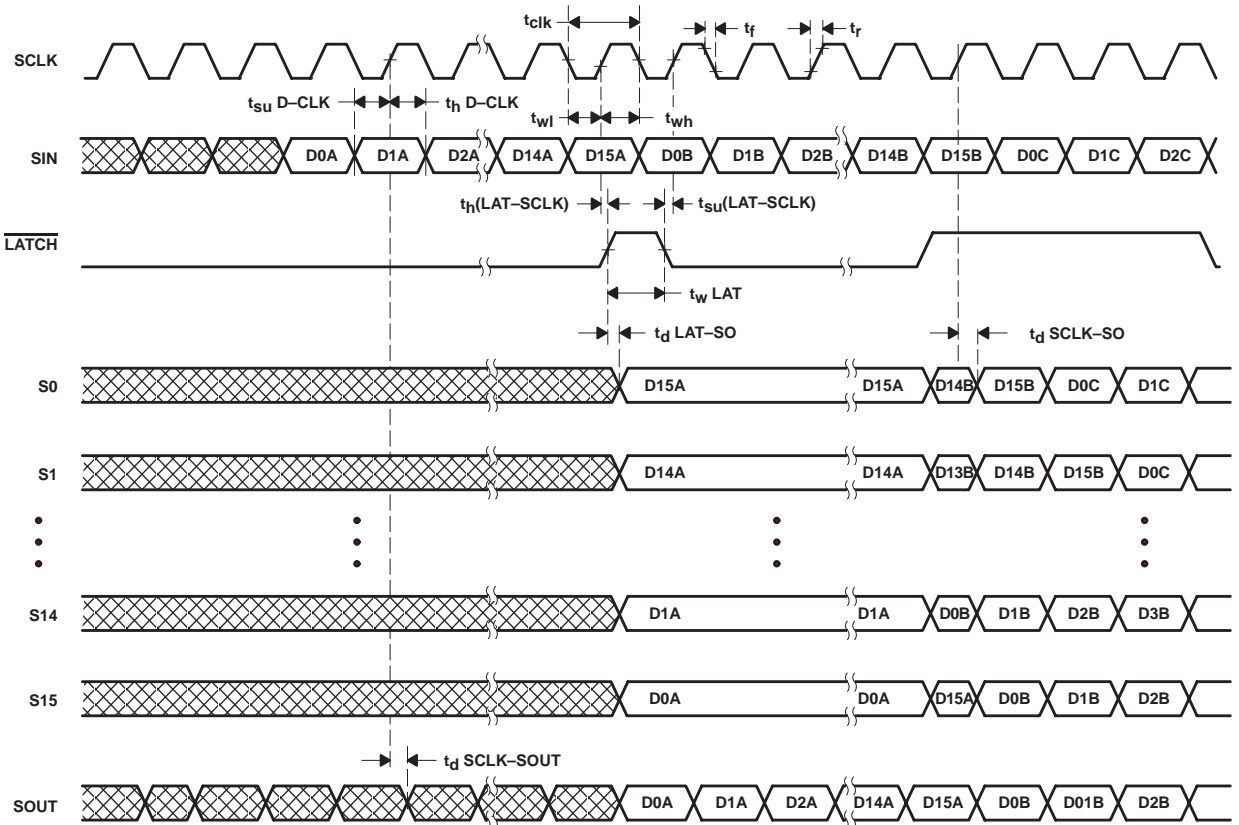 tclk
tf
tr
SCLK
tsu D–CLK
th D–CLK
twl
twh
SIN
D0A D1A D2A D14A D15A D0B D1B D2B D14B D15B D0C D1C D2C
th(LAT–SCLK)
tsu(LAT–SCLK)
LATCH
tw LAT
td LAT–SO
td SCLK–SO
S0
D15A D15A D14B D15B D0C D1C
S1
D14A D14A D13B D14B D15B D0C
S14
D1A D1A D0B D1B D2B D3B
S15
D0A D0A D15A D0B D1B D2B
td SCLK–SOUT
SOUT
D0A D1A D2A D14A D15A D0B D01B D2B